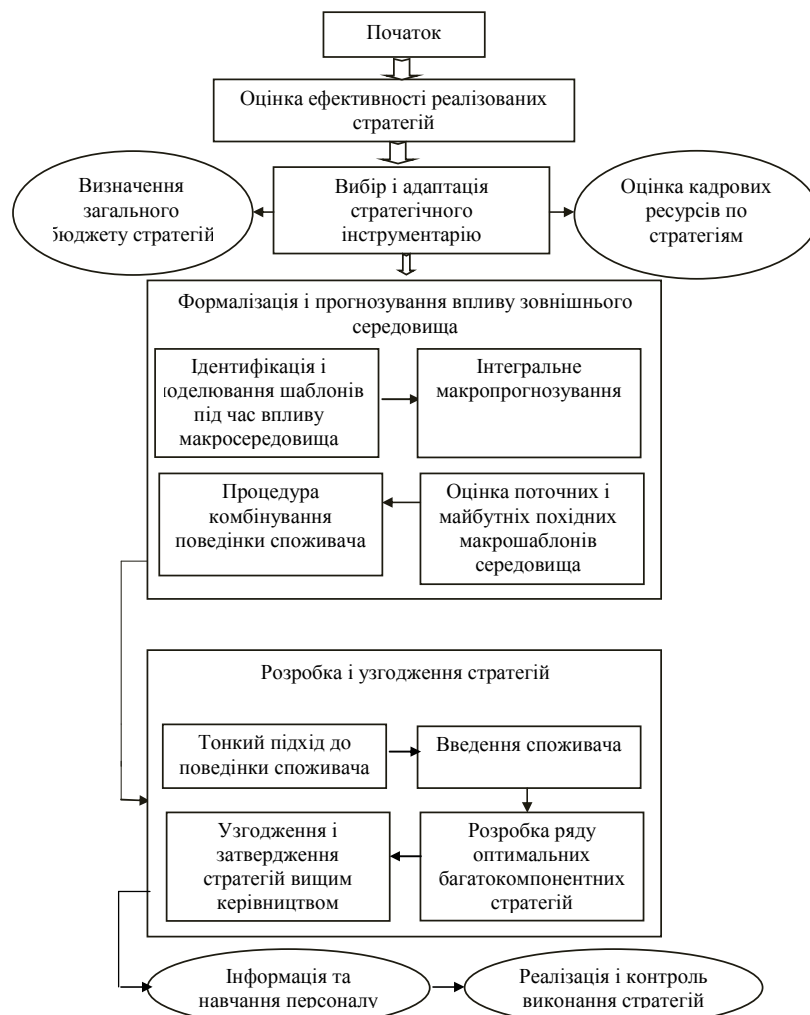 Початок
Оцінка ефективності реалізованих
стратегій
Визначення
загального
бюджету стратегій
Вибір і адаптація
стратегічного
інструментарію
Оцінка кадрових
ресурсів по
стратегіям
Формалізація і прогнозування впливу зовнішнього
середовища
Ідентифікація і
моделювання шаблонів
під час впливу
макросередовища
Інтегральне
макропрогнозування
Процедура
комбінування
поведінки споживача
Оцінка поточних і
майбутніх похідних
макрошаблонів
середовища
Розробка і узгодження стратегій
Тонкий підхід до
поведінки споживача
Введення споживача
Узгодження і
затвердження
стратегій вищим
керівництвом
Розробка ряду
оптимальних
багатокомпонентних
стратегій
Інформація та
навчання персоналу
Реалізація і контроль
виконання стратегій